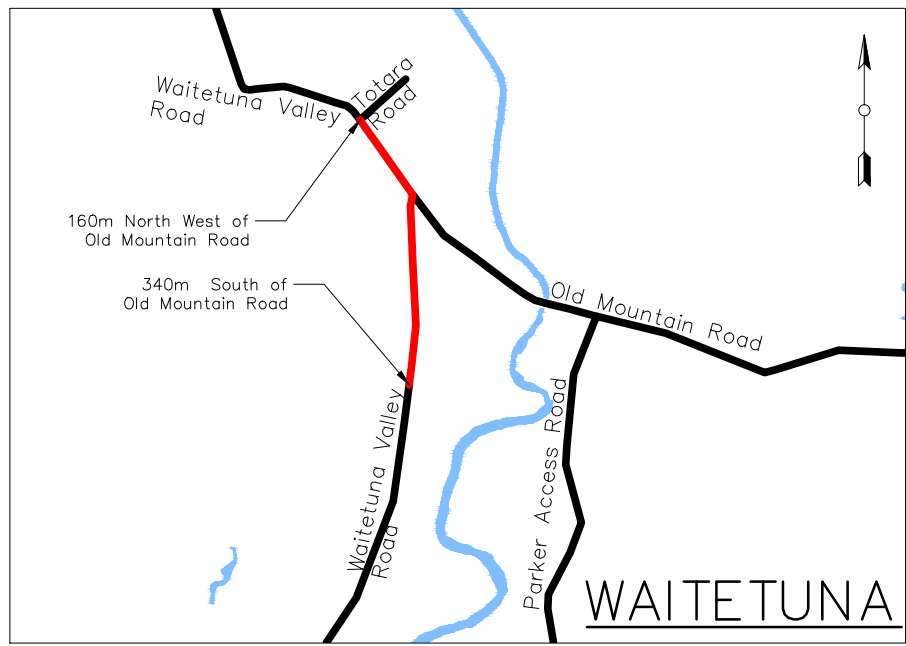 Waitetuna Valley
Road
Totara
Road
160m North West of
Old Mountain Road
340m South of
Old Mountain Road
Old Mountain Road
Waitetuna Valley
Road
Parker Access Road
WAITETUNA